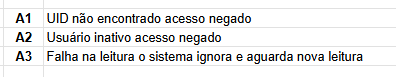 A1 UID não encontrado acesso negado
A2 Usuário inativo acesso negado
A3 Falha na leitura o sistema ignora e aguarda nova leitura